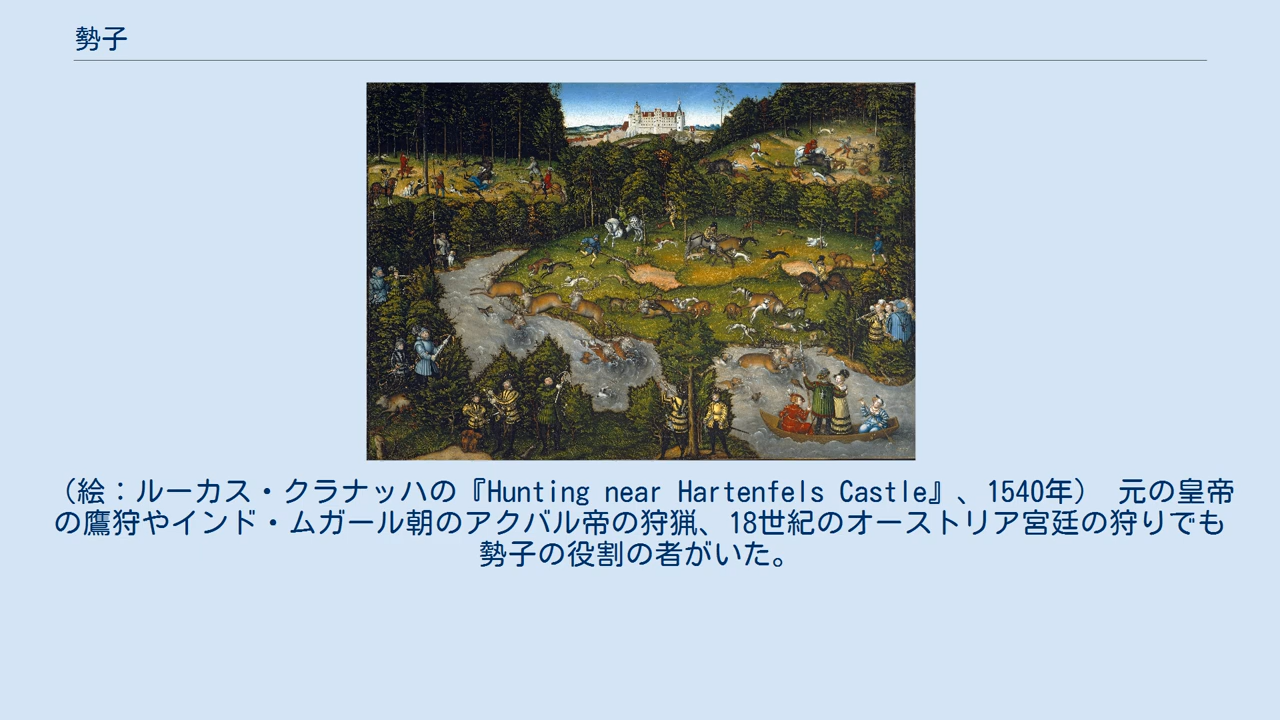 勢子
（絵：ルーカス・クラナッハの『Hunting near Hartenfels Castle』、1540年）　元の皇帝
の鷹狩やインド・ムガール朝のアクバル帝の狩猟、18世紀のオーストリア宮廷の狩りでも
勢子の役割の者がいた。